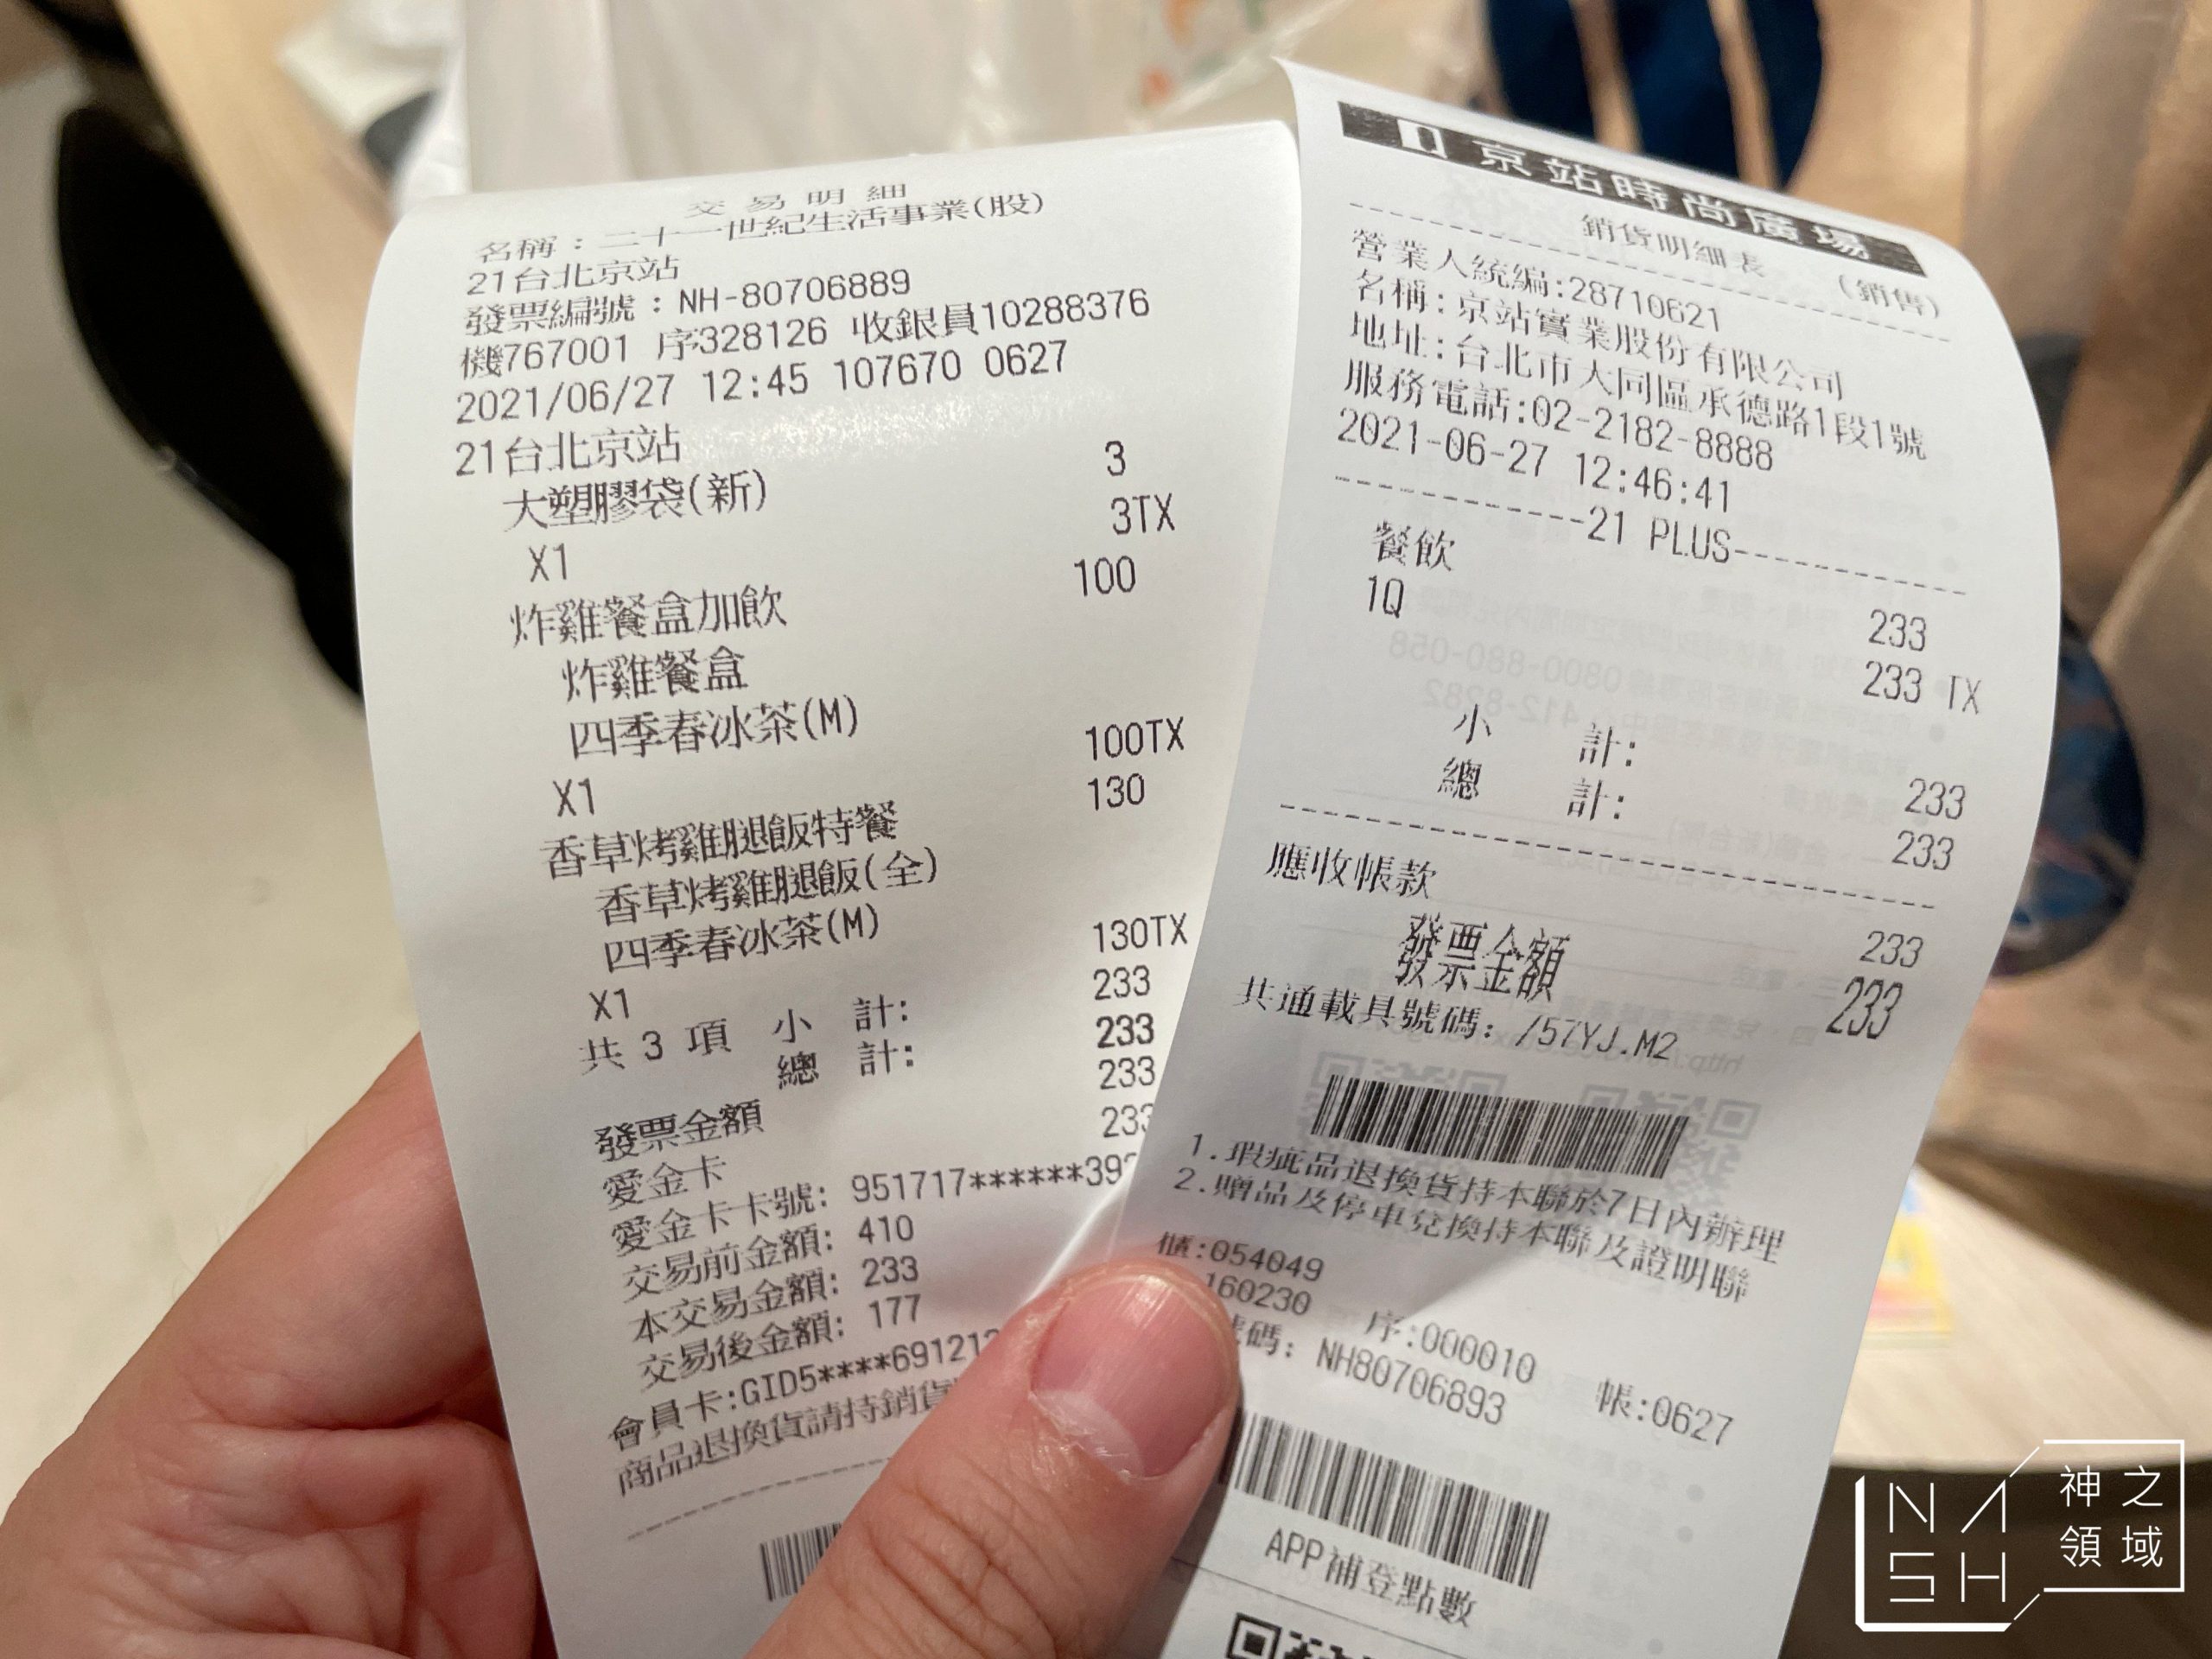 交易明細
名稱：二十一世紀生活事業(股)
21台北京站
發票編號：NH-80706889
機767001 序328126 收銀員10288376
2021/06/27 12:45 107670 0627
21台北京站
大塑膠袋(新) 3
X1 3TX
炸雞餐盒加飲 100
炸雞餐盒
四季春冰茶(M)
X1 100TX
香草烤雞腿飯特餐 130
香草烤雞腿飯(全)
四季春冰茶(M)
X1 130TX
共 3 項 小 計: 233
總 計: 233
發票金額 233
愛金卡 233
愛金卡卡號: 951717******39
交易前金額: 410
本交易金額: 233
交易後金額: 177
會員卡:GID5****69121
商品退換貨請持銷貨
京站時尚廣場
銷貨明細表 (銷售)
營業人統編:28710621
名稱:京站實業股份有限公司
地址:台北市大同區承德路1段1號
服務電話:02-2182-8888
2021-06-27 12:46:41
-----------21 PLUS-----------
餐飲 233
1Q 233 TX
小 計: 233
總 計: 233
應收帳款 233
發票金額 233
共通載具號碼: /57YJ.M2
1.瑕疵品退換貨持本聯於7日內辦理
2.贈品及停車兌換持本聯及證明聯
櫃:054049
160230 序:000010 帳:0627
號碼: NH80706893
APP補登點數
NASH
神之
領域